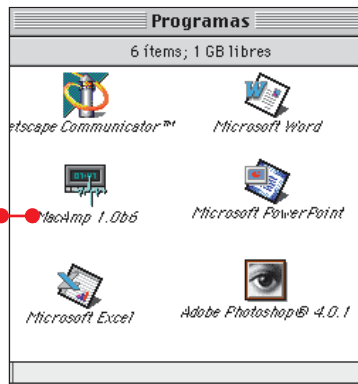 Programas
6 ítems; 1 GB libres
etscape Communicator™
Microsoft Word
MacAmp 1.0b6
Microsoft PowerPoint
Microsoft Excel
Adobe Photoshop® 4.0.1